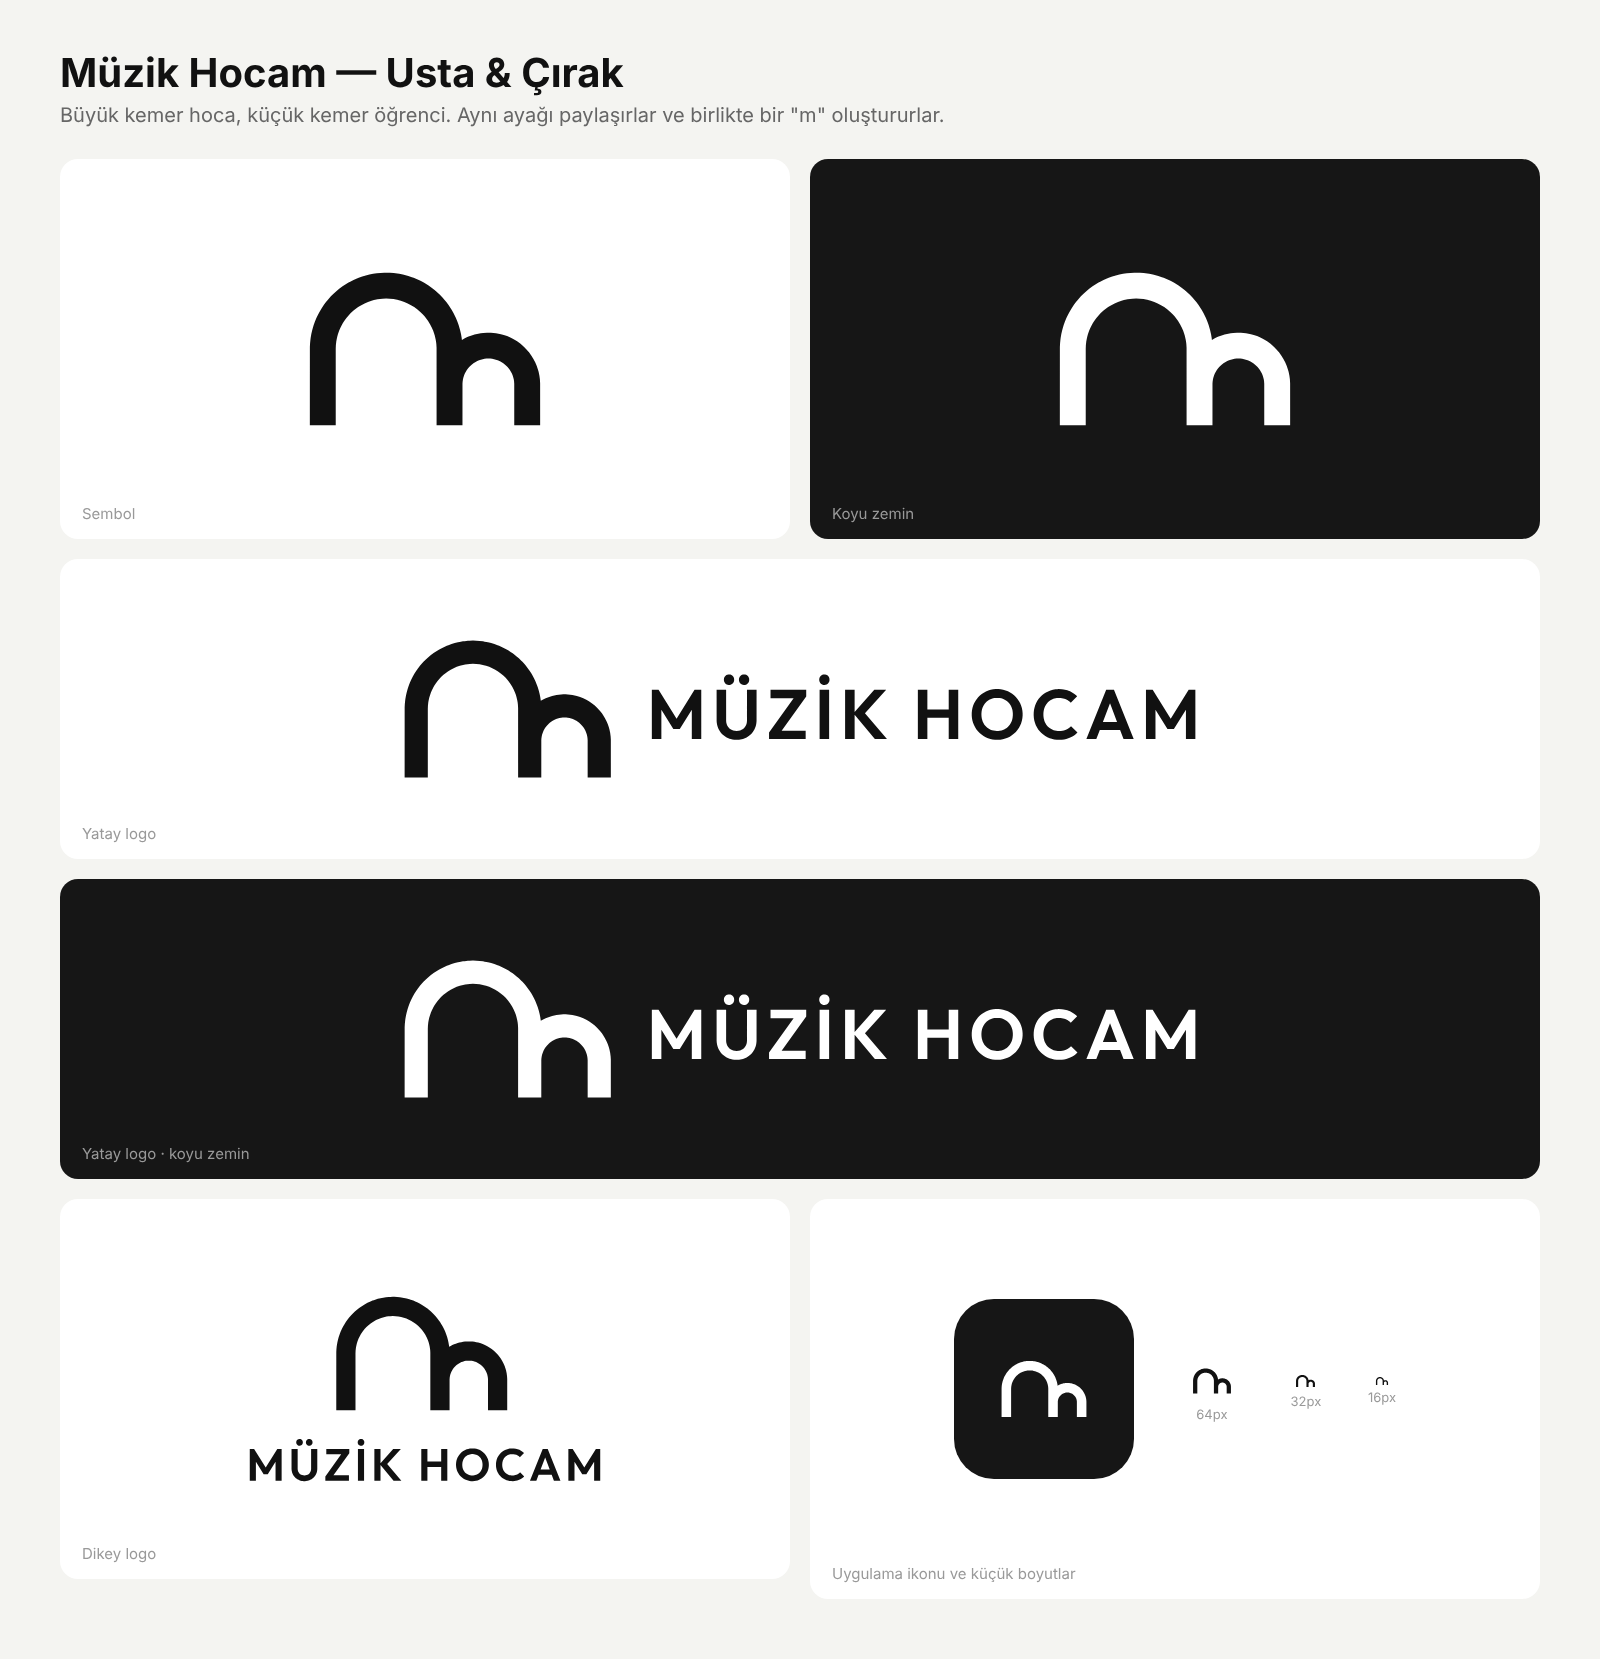 Müzik Hocam — Usta & Çırak
Büyük kemer hoca, küçük kemer öğrenci. Aynı ayağı paylaşırlar ve birlikte bir "m" oluştururlar.
Sembol
Koyu zemin
MÜZİK HOCAM
Yatay logo
MÜZİK HOCAM
Yatay logo · koyu zemin
MÜZİK HOCAM
Dikey logo
64px
32px
16px
Uygulama ikonu ve küçük boyutlar